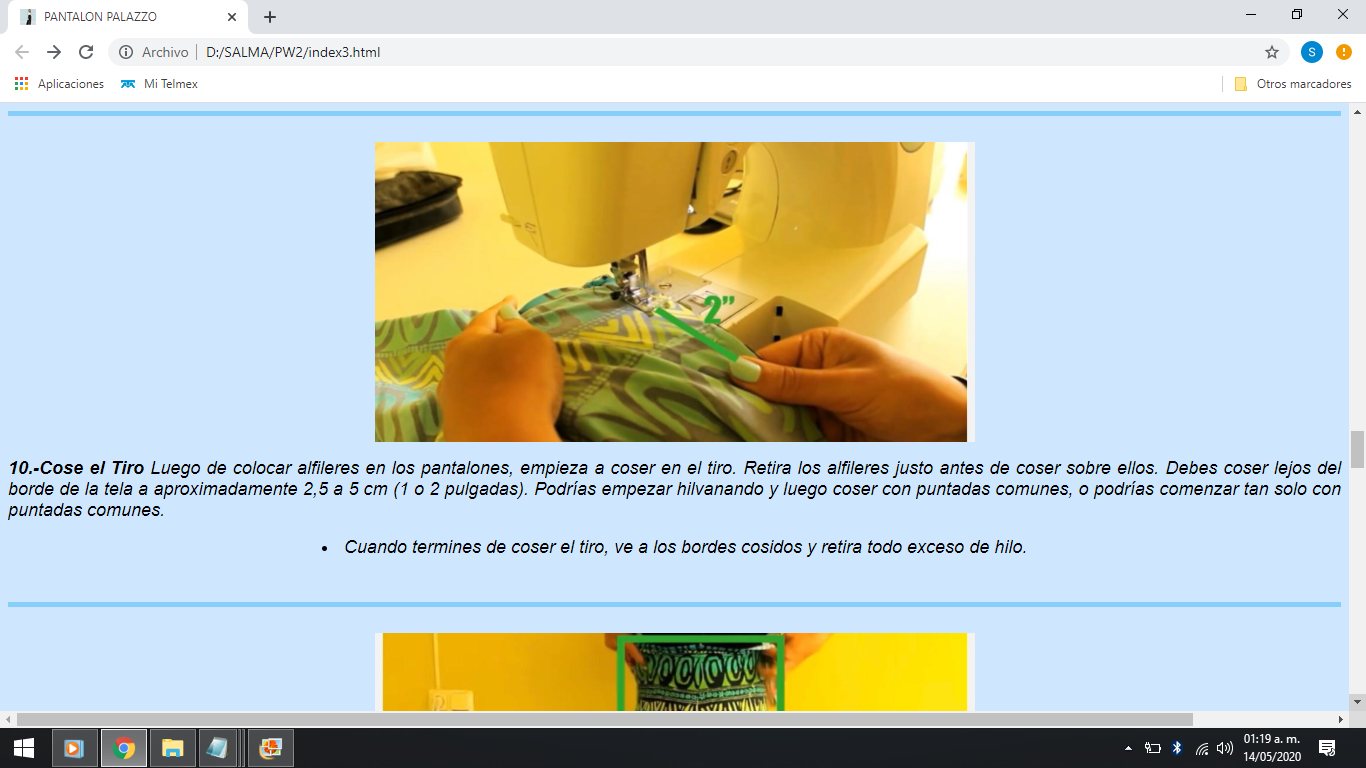 PANTALON PALAZZO
Archivo | D:/SALMA/PW2/index3.html
S
Aplicaciones Mi Telmex Otros marcadores
2”
10.-Cose el Tiro Luego de colocar alfileres en los pantalones, empieza a coser en el tiro. Retira los alfileres justo antes de coser sobre ellos. Debes coser lejos del
borde de la tela a aproximadamente 2,5 a 5 cm (1 o 2 pulgadas). Podrías empezar hilvanando y luego coser con puntadas comunes, o podrías comenzar tan solo con
puntadas comunes.
• Cuando termines de coser el tiro, ve a los bordes cosidos y retira todo exceso de hilo.
01:19 a. m.
14/05/2020